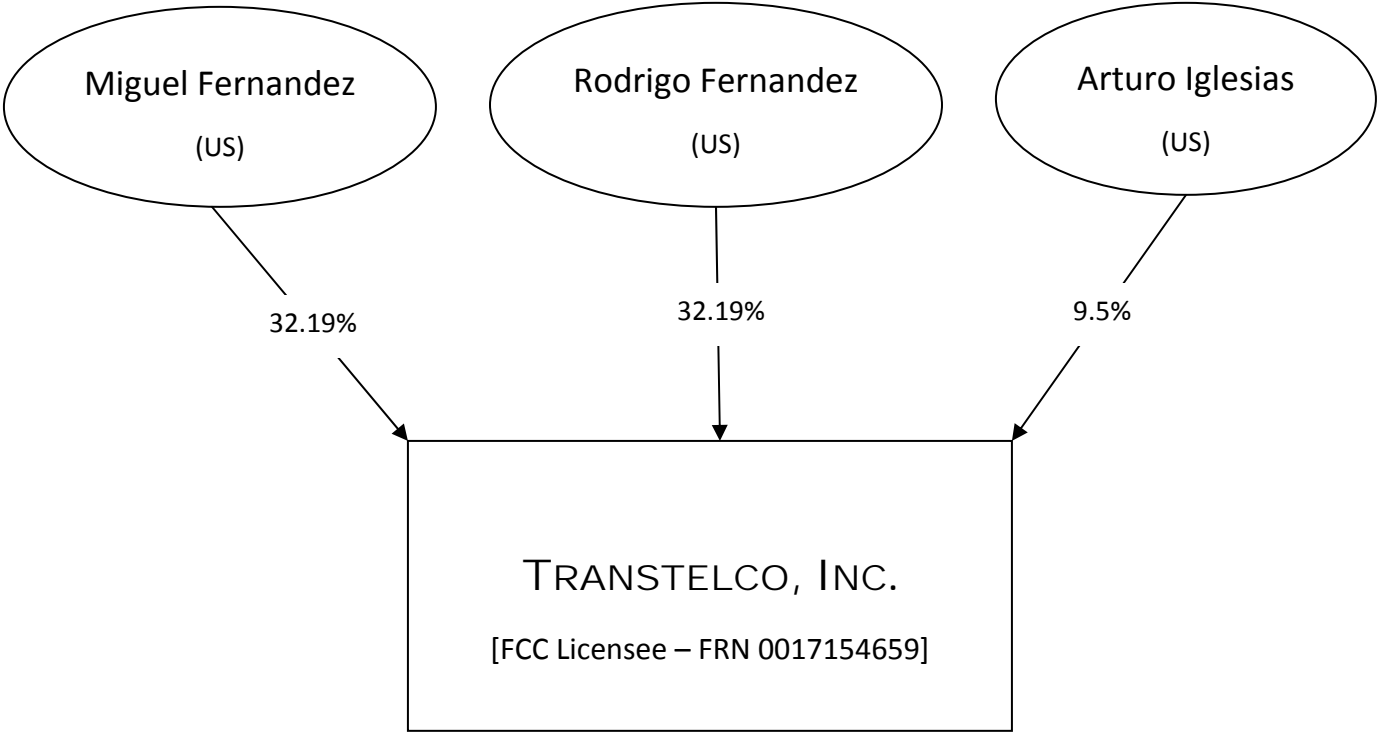 Miguel Fernandez
(US)
Rodrigo Fernandez
(US)
Arturo Iglesias
(US)
32.19%
32.19%
9.5%
TRANSTELCO, INC.
[FCC Licensee – FRN 0017154659]